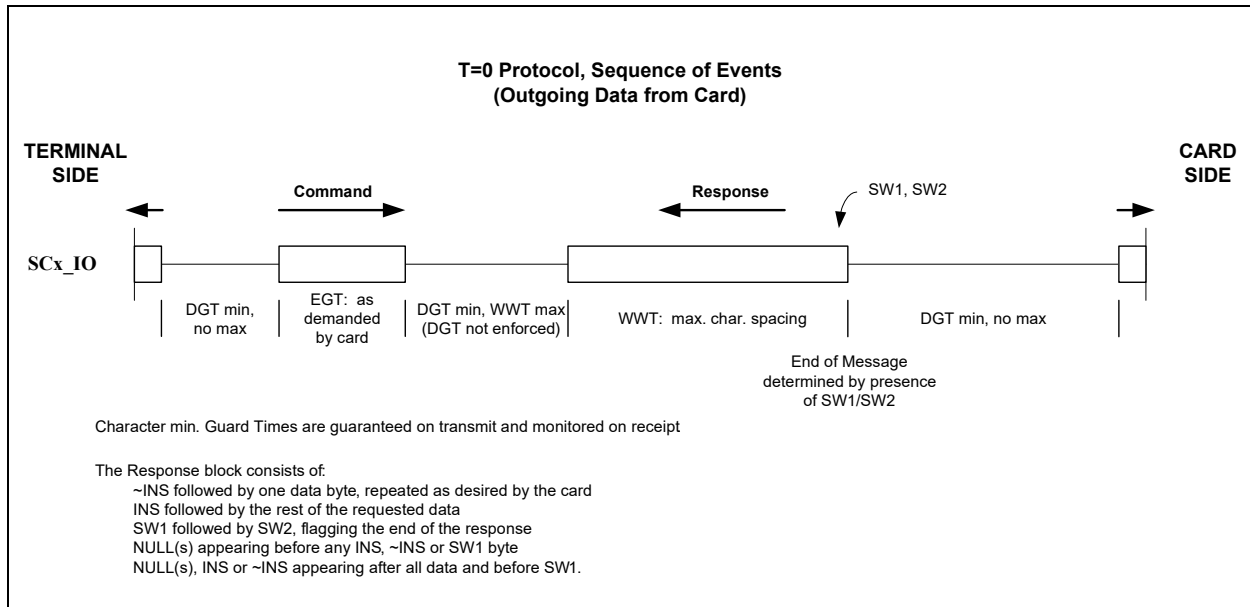 T=0 Protocol, Sequence of Events
(Outgoing Data from Card)
TERMINAL
SIDE
CARD
SIDE
Command
Response
SW1, SW2
SCx_IO
DGT min,
no max
EGT:  as
demanded
by card
DGT min, WWT max
(DGT not enforced)
WWT:  max. char. spacing
DGT min, no max
End of Message
determined by presence
of SW1/SW2
Character min. Guard Times are guaranteed on transmit and monitored on receipt
The Response block consists of:
~INS followed by one data byte, repeated as desired by the card
INS followed by the rest of the requested data
SW1 followed by SW2, flagging the end of the response
NULL(s) appearing before any INS, ~INS or SW1 byte
NULL(s), INS or ~INS appearing after all data and before SW1.